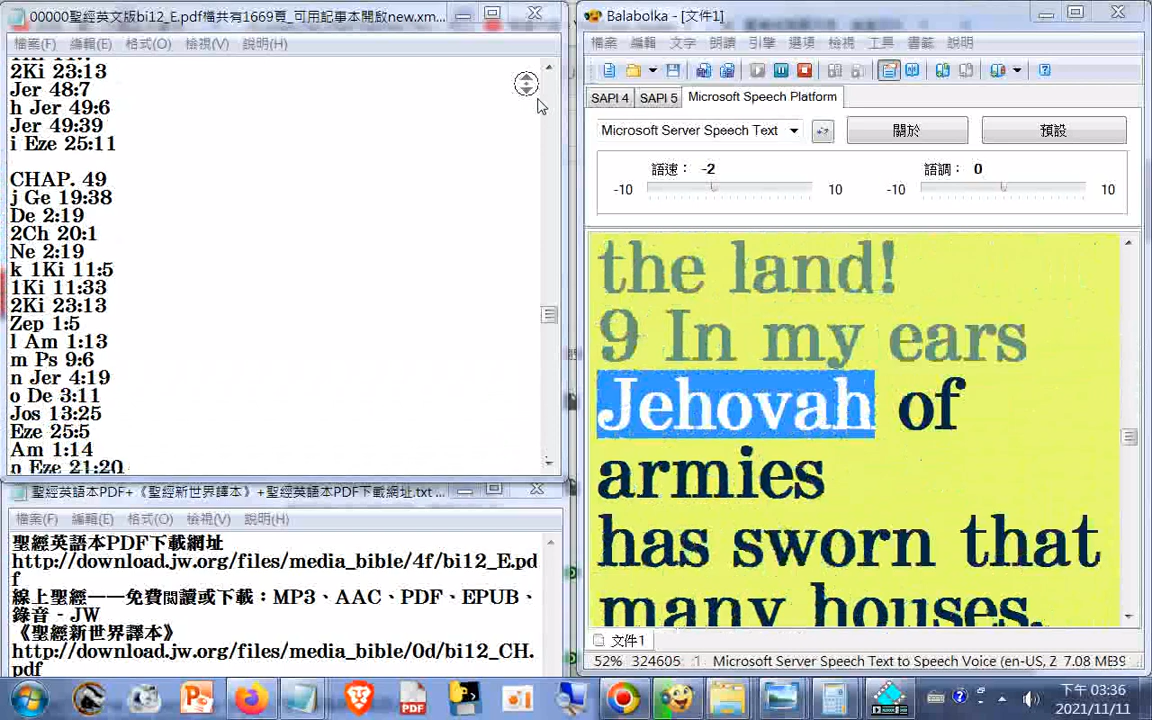 00000聖經英文版bi12_E.pdf檔共有1669頁_可用記事本開啟new.xm...
檔案(F) 編輯(E) 格式(O) 檢視(V) 說明(H)
2Ki 23:13
Jer 48:7
h Jer 49:6
Jer 49:39
i Eze 25:11
CHAP. 49
j Ge 19:38
De 2:19
2Ch 20:1
Ne 2:19
k 1Ki 11:5
1Ki 11:33
2Ki 23:13
Zep 1:5
l Am 1:13
m Ps 9:6
n Jer 4:19
o De 3:11
Jos 13:25
Eze 25:5
Am 1:14
n Eze 21:20
聖經英語本PDF+《聖經新世界譯本》+聖經英語本PDF下載網址.txt ...
檔案(F) 編輯(E) 格式(O) 檢視(V) 說明(H)
聖經英語本PDF下載網址
http://download.jw.org/files/media_bible/4f/bi12_E.pd
f
線上聖經——免費閱讀或下載：MP3、AAC、PDF、EPUB、
錄音 - JW
《聖經新世界譯本》
http://download.jw.org/files/media_bible/0d/bi12_CH.
pdf
Balabolka - [文件1]
檔案 編輯 文字 朗讀 引擎 選項 檢視 工具 書籤 說明
SAPI 4 SAPI 5 Microsoft Speech Platform
Microsoft Server Speech Text 關於 預設
語速： -2 語調： 0
-10 10 -10 10
the land!
9 In my ears
Jehovah of
armies
has sworn that
many houses,
文件1
52% 324605 : 1 Microsoft Server Speech Text to Speech Voice (en-US, Z 7.08 MB
下午 03:36
2021/11/11